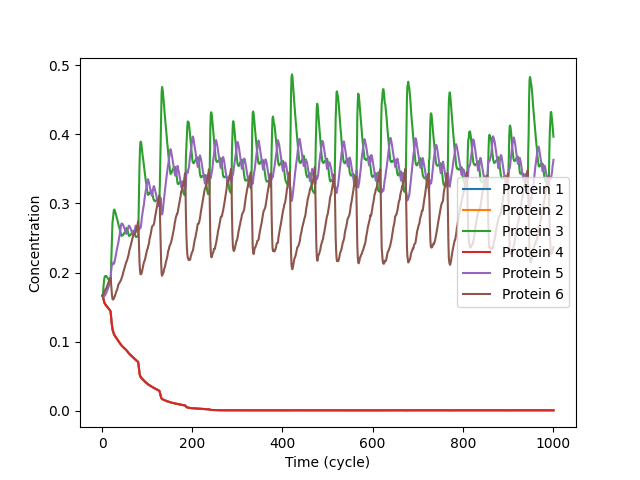 0.5
0.4
0.3
0.2
0.1
0.0
Concentration
0
200
400
600
800
1000
Time (cycle)
Protein 1
Protein 2
Protein 3
Protein 4
Protein 5
Protein 6